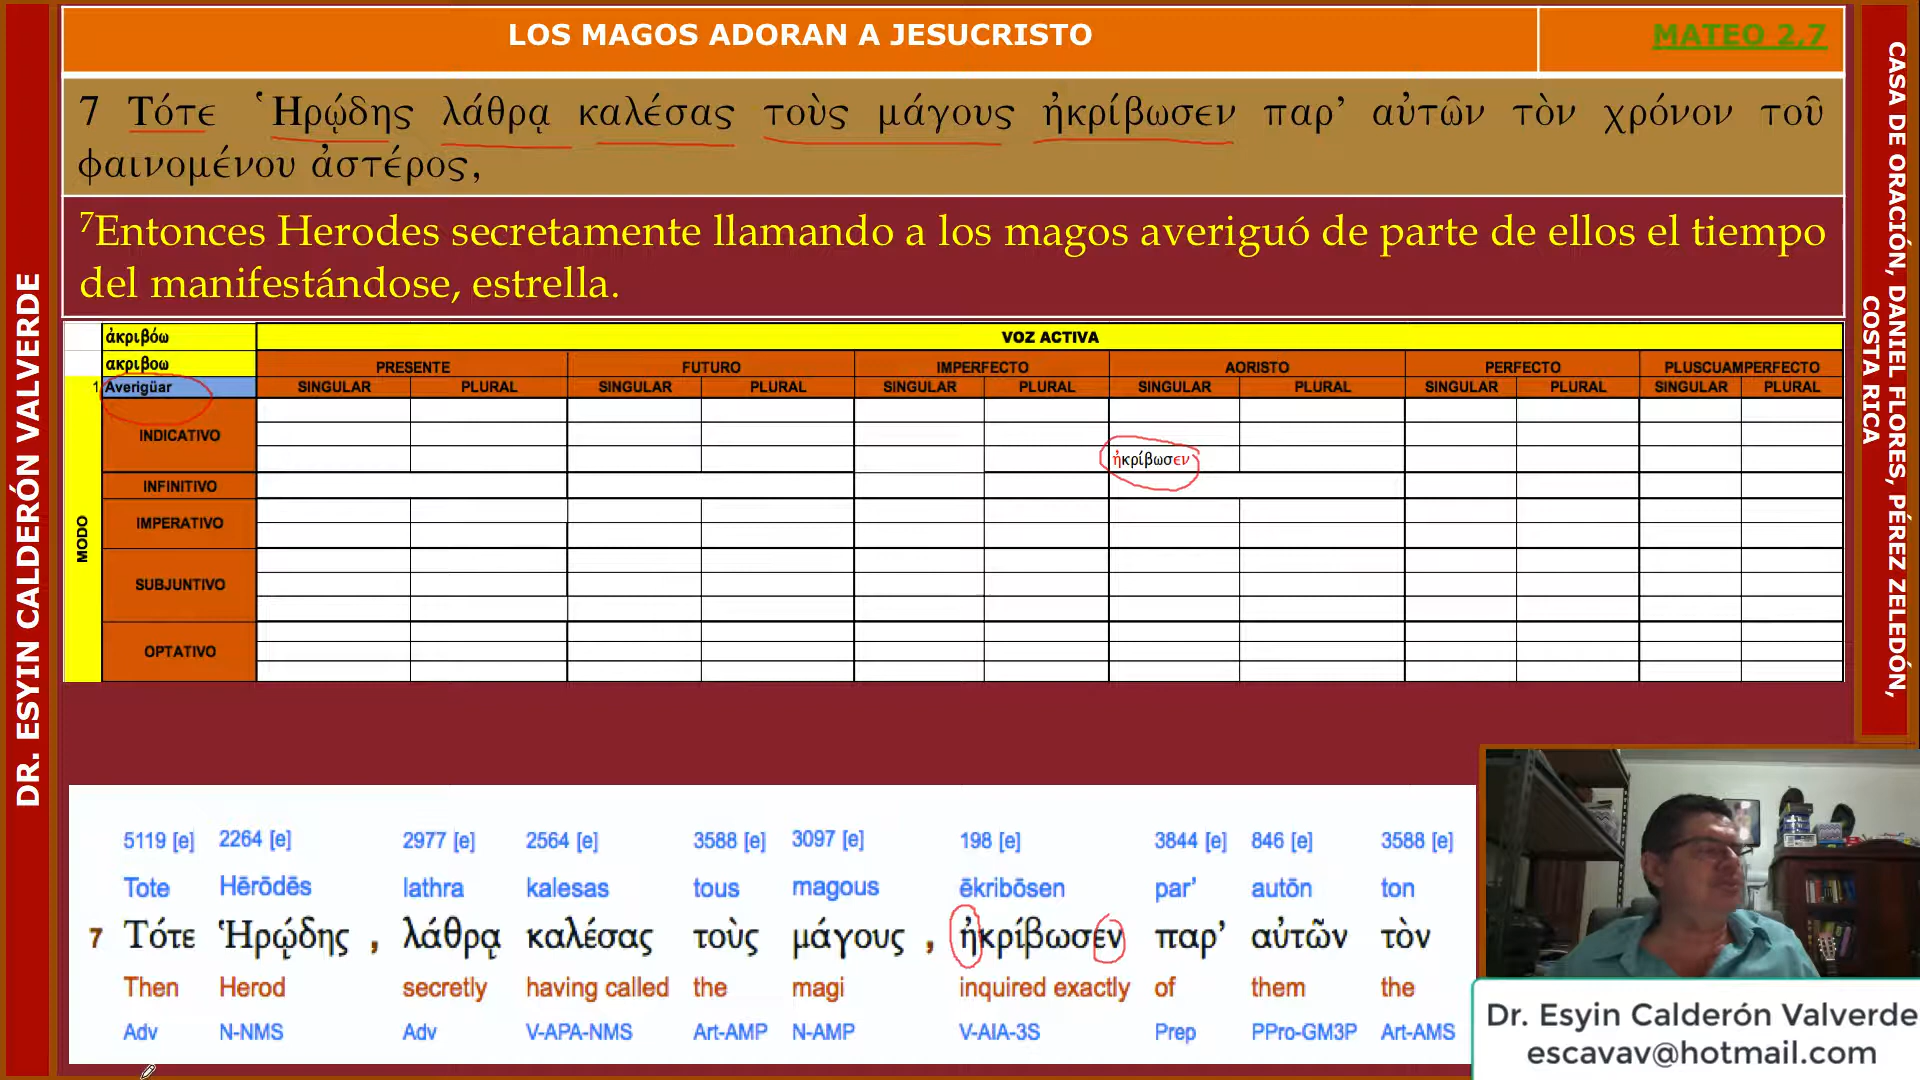 LOS MAGOS ADORAN A JESUCRISTO
MATEO 2,7
7 Τότε Ἡρῴδης λάθρᾳ καλέσας τοὺς μάγους ἠκρίβωσεν παρ’ αὐτῶν τὸν χρόνον τοῦ
φαινομένου ἀστέρος,
7Entonces Herodes secretamente llamando a los magos averiguó de parte de ellos el tiempo
del manifestándose, estrella.
ἀκριβόω VOZ ACTIVA
ακριβοω PRESENTE FUTURO IMPERFECTO AORISTO PERFECTO PLUSCUAMPERFECTO
1 Averigüar SINGULAR PLURAL SINGULAR PLURAL SINGULAR PLURAL SINGULAR PLURAL SINGULAR PLURAL SINGULAR PLURAL
MODO
INDICATIVO
ἠκρίβωσεν
INFINITIVO
IMPERATIVO
SUBJUNTIVO
OPTATIVO
5119 [e] 2264 [e] 2977 [e] 2564 [e] 3588 [e] 3097 [e] 198 [e] 3844 [e] 846 [e] 3588 [e]
Tote Hērōdēs lathra kalesas tous magous ēkribōsen par’ autōn ton
7 Τότε Ἡρῴδης , λάθρᾳ καλέσας τοὺς μάγους , ἠκρίβωσεν παρ’ αὐτῶν τὸν
Then Herod secretly having called the magi inquired exactly of them the
Adv N-NMS Adv V-APA-NMS Art-AMP N-AMP V-AIA-3S Prep PPro-GM3P Art-AMS
DR. ESYIN CALDERÓN VALVERDE
CASA DE ORACIÓN, DANIEL FLORES, PÉREZ ZELEDÓN,
COSTA RICA
Dr. Esyin Calderón Valverde
escavav@hotmail.com